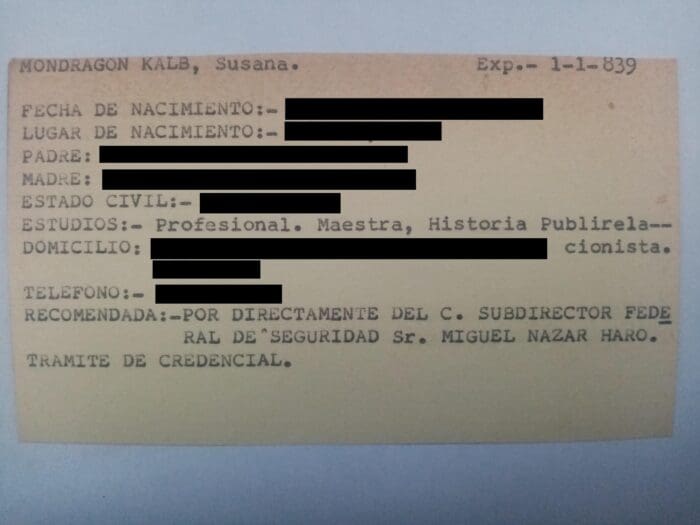 MONDRAGON KALB, Susana. Exp.- 1-1-839
FECHA DE NACIMIENTO:-
LUGAR DE NACIMIENTO:-
PADRE:
MADRE:
ESTADO CIVIL:-
ESTUDIOS:- Profesional. Maestra, Historia Publirela--
DOMICILIO: cionista.
TELEFONO:-
RECOMENDADA:-POR DIRECTAMENTE DEL C. SUBDIRECTOR FEDE
RAL DE SEGURIDAD Sr. MIGUEL NAZAR HARO.
TRAMITE DE CREDENCIAL.